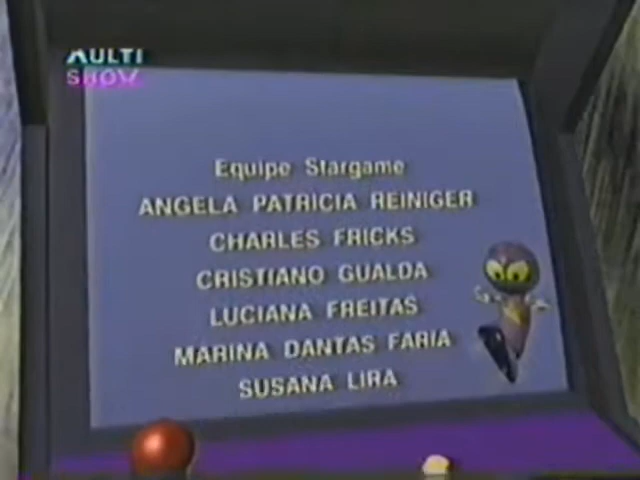 MULTI
SHOW
Equipe Stargame
ANGELA PATRICIA REINIGER
CHARLES FRICKS
CRISTIANO GUALDA
LUCIANA FREITAS
MARINA DANTAS FARIA
SUSANA LIRA